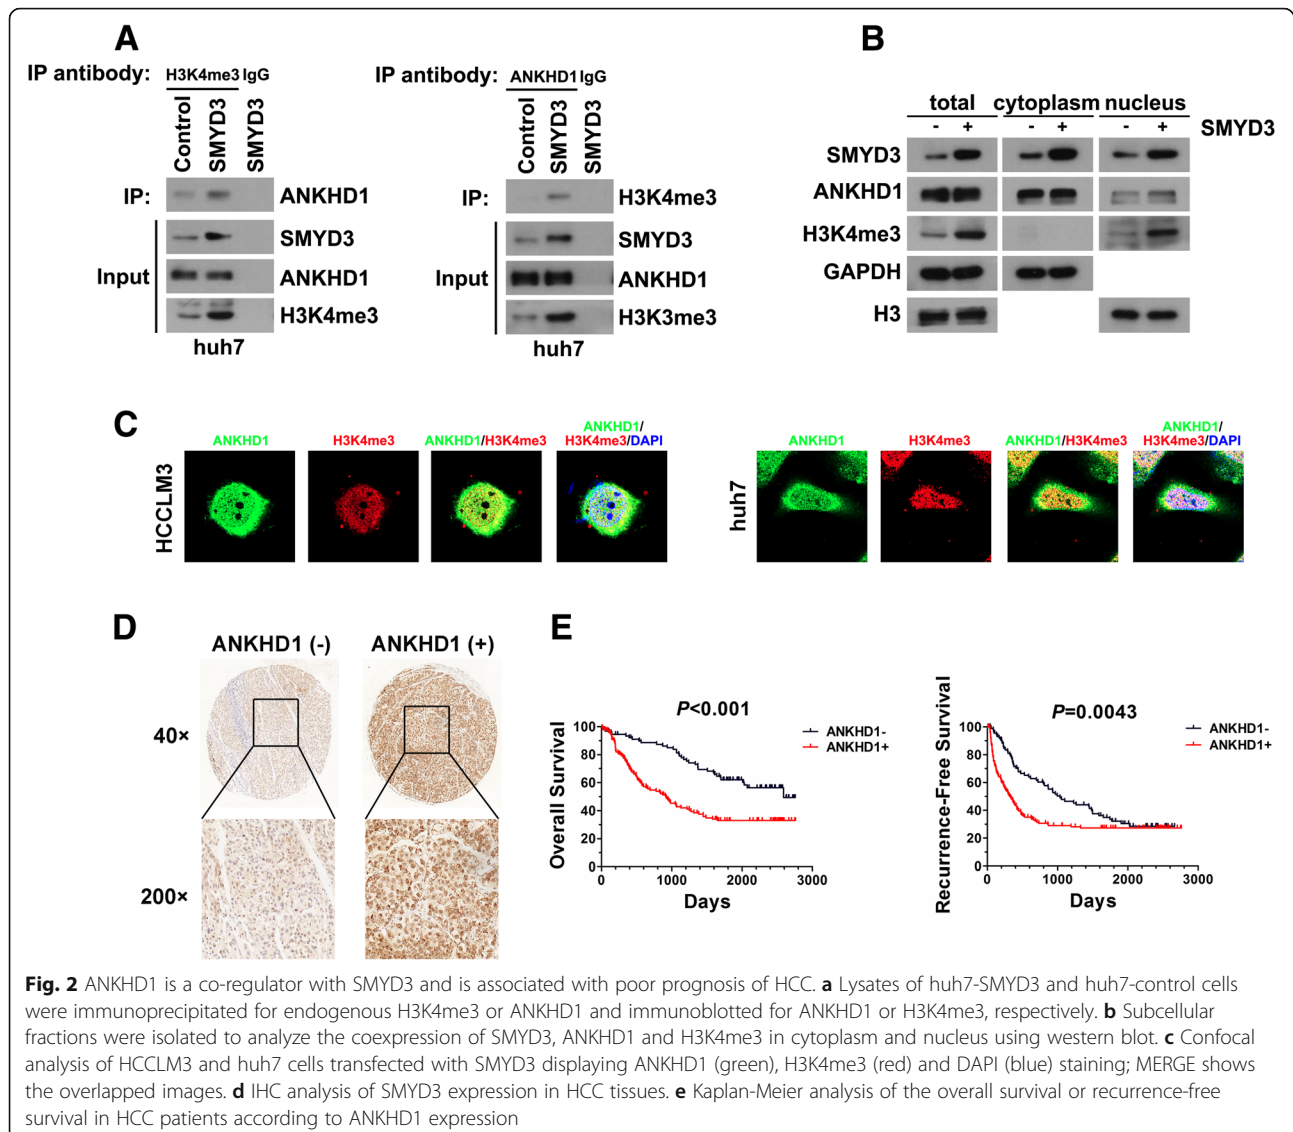 A
IP antibody: H3K4me3 IgG
Control
SMYD3
SMYD3
IP: ANKHD1
SMYD3
Input ANKHD1
H3K4me3
huh7
IP antibody: ANKHD1 IgG
Control
SMYD3
SMYD3
IP: H3K4me3
SMYD3
Input ANKHD1
H3K3me3
huh7
B
total cytoplasm nucleus
- + - + - + SMYD3
SMYD3
ANKHD1
H3K4me3
GAPDH
H3
C
HCCLM3
ANKHD1
H3K4me3
ANKHD1/H3K4me3
ANKHD1/
H3K4me3/DAPI
huh7
ANKHD1
H3K4me3
ANKHD1/H3K4me3
ANKHD1/
H3K4me3/DAPI
D
ANKHD1 (-) ANKHD1 (+)
40×
200×
E
P<0.001
ANKHD1-
ANKHD1+
Overall Survival
100
80
60
40
20
0
0 1000 2000 3000
Days
P=0.0043
ANKHD1-
ANKHD1+
Recurrence-Free Survival
100
80
60
40
20
0
0 1000 2000 3000
Days
Fig. 2 ANKHD1 is a co-regulator with SMYD3 and is associated with poor prognosis of HCC. a Lysates of huh7-SMYD3 and huh7-control cells
were immunoprecipitated for endogenous H3K4me3 or ANKHD1 and immunoblotted for ANKHD1 or H3K4me3, respectively. b Subcellular
fractions were isolated to analyze the coexpression of SMYD3, ANKHD1 and H3K4me3 in cytoplasm and nucleus using western blot. c Confocal
analysis of HCCLM3 and huh7 cells transfected with SMYD3 displaying ANKHD1 (green), H3K4me3 (red) and DAPI (blue) staining; MERGE shows
the overlapped images. d IHC analysis of SMYD3 expression in HCC tissues. e Kaplan-Meier analysis of the overall survival or recurrence-free
survival in HCC patients according to ANKHD1 expression